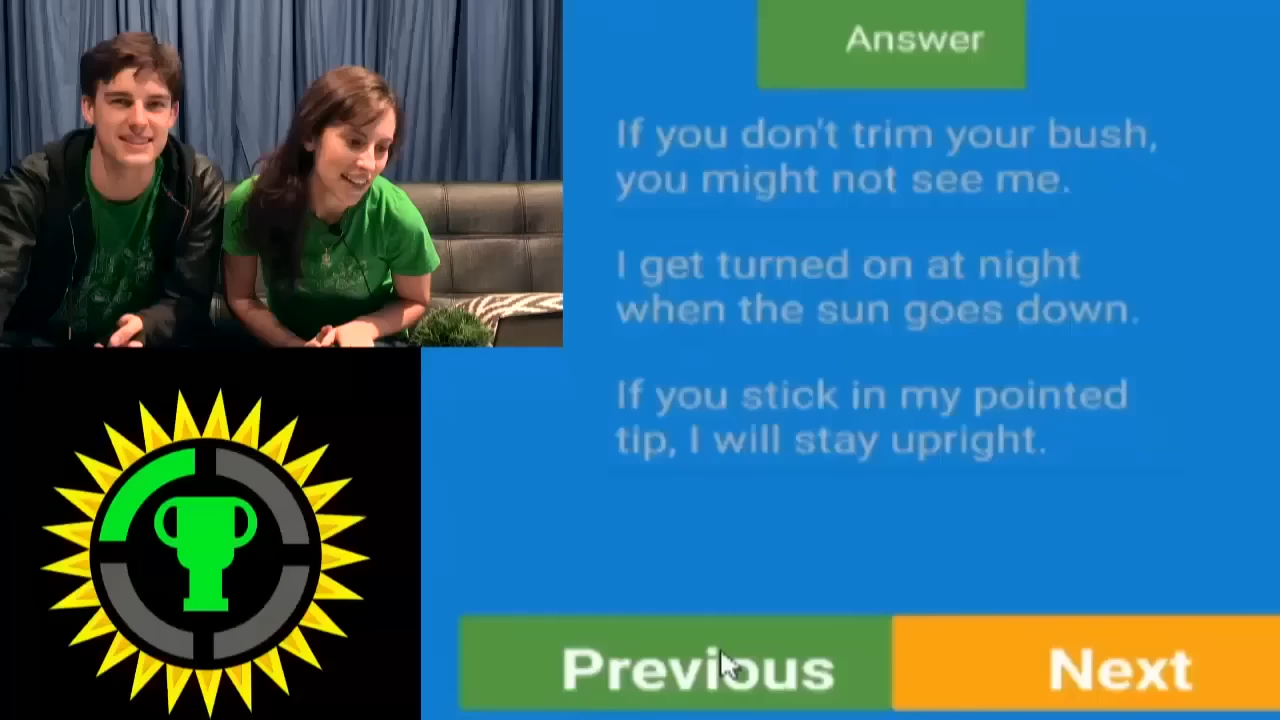 Answer
If you don't trim your bush,
you might not see me.
I get turned on at night
when the sun goes down.
If you stick in my pointed
tip, I will stay upright.
Previous
Next